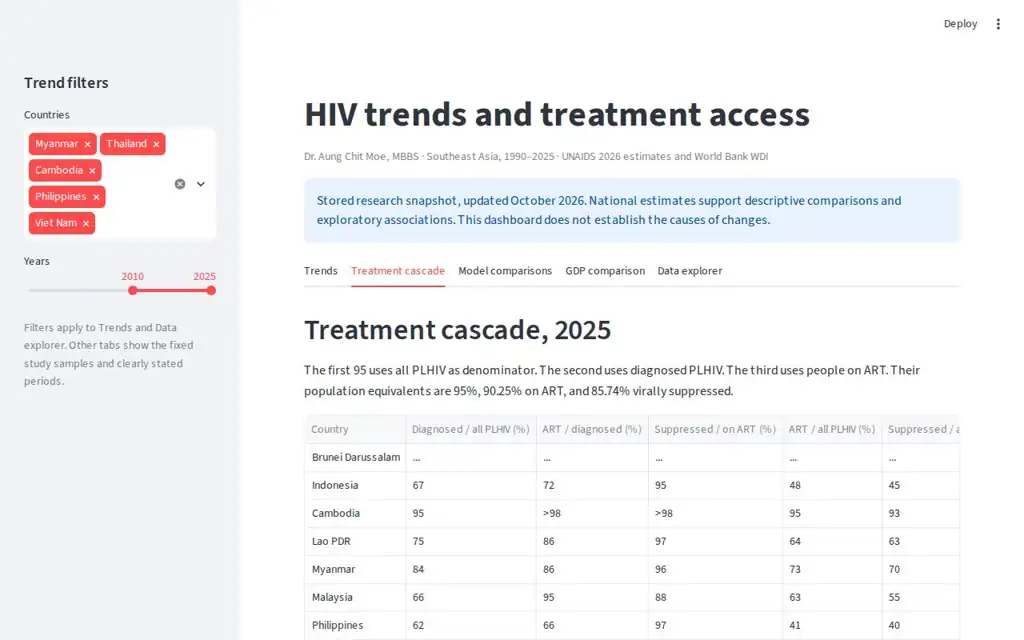 Deploy
Trend filters
Countries
Myanmar × Thailand ×
Cambodia ×
Philippines ×
Viet Nam ×
Years
2010 2025
Filters apply to Trends and Data
explorer. Other tabs show the fixed
study samples and clearly stated
periods.
HIV trends and treatment access
Dr. Aung Chit Moe, MBBS · Southeast Asia, 1990–2025 · UNAIDS 2026 estimates and World Bank WDI
Stored research snapshot, updated October 2026. National estimates support descriptive comparisons and
exploratory associations. This dashboard does not establish the causes of changes.
Trends Treatment cascade Model comparisons GDP comparison Data explorer
Treatment cascade, 2025
The first 95 uses all PLHIV as denominator. The second uses diagnosed PLHIV. The third uses people on ART. Their
population equivalents are 95%, 90.25% on ART, and 85.74% virally suppressed.
Country Diagnosed / all PLHIV (%) ART / diagnosed (%) Suppressed / on ART (%) ART / all PLHIV (%) Suppressed / a
Brunei Darussalam ... ... ... ... ...
Indonesia 67 72 95 48 45
Cambodia 95 >98 >98 95 93
Lao PDR 75 86 97 64 63
Myanmar 84 86 96 73 70
Malaysia 66 95 88 63 55
Philippines 62 66 97 41 40